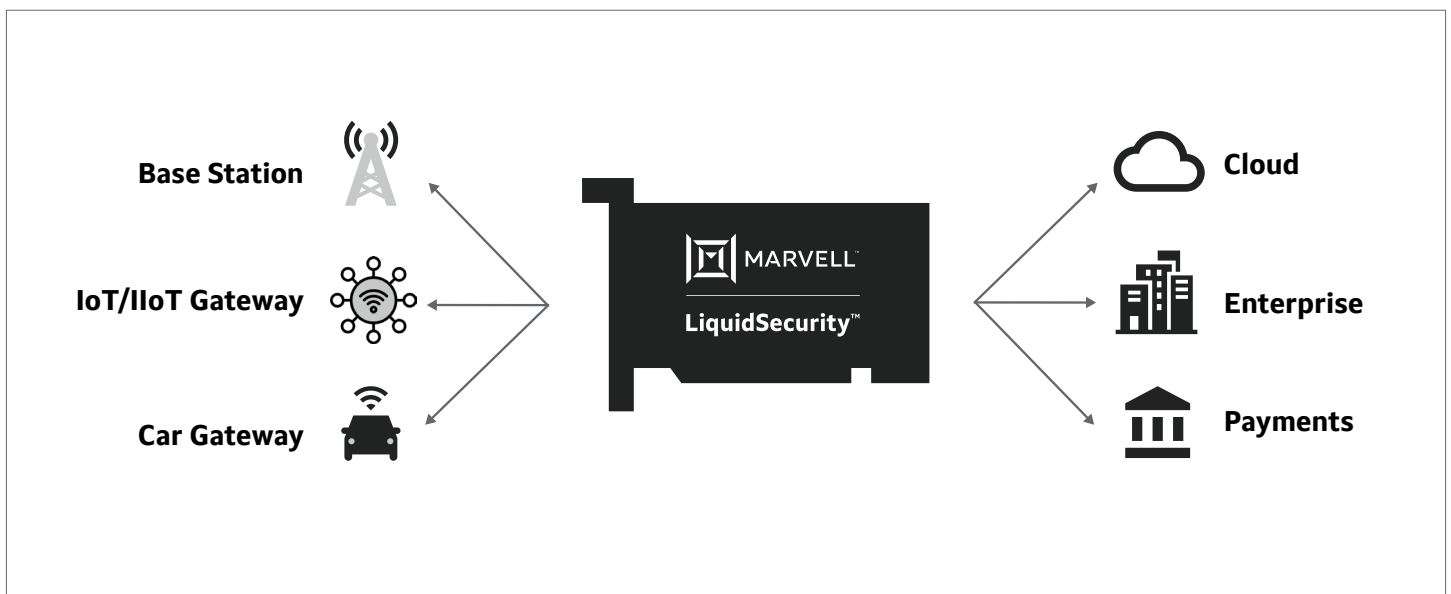 Base Station
IoT/IIoT Gateway
Car Gateway
MARVELL™
LiquidSecurity™
Cloud
Enterprise
Payments